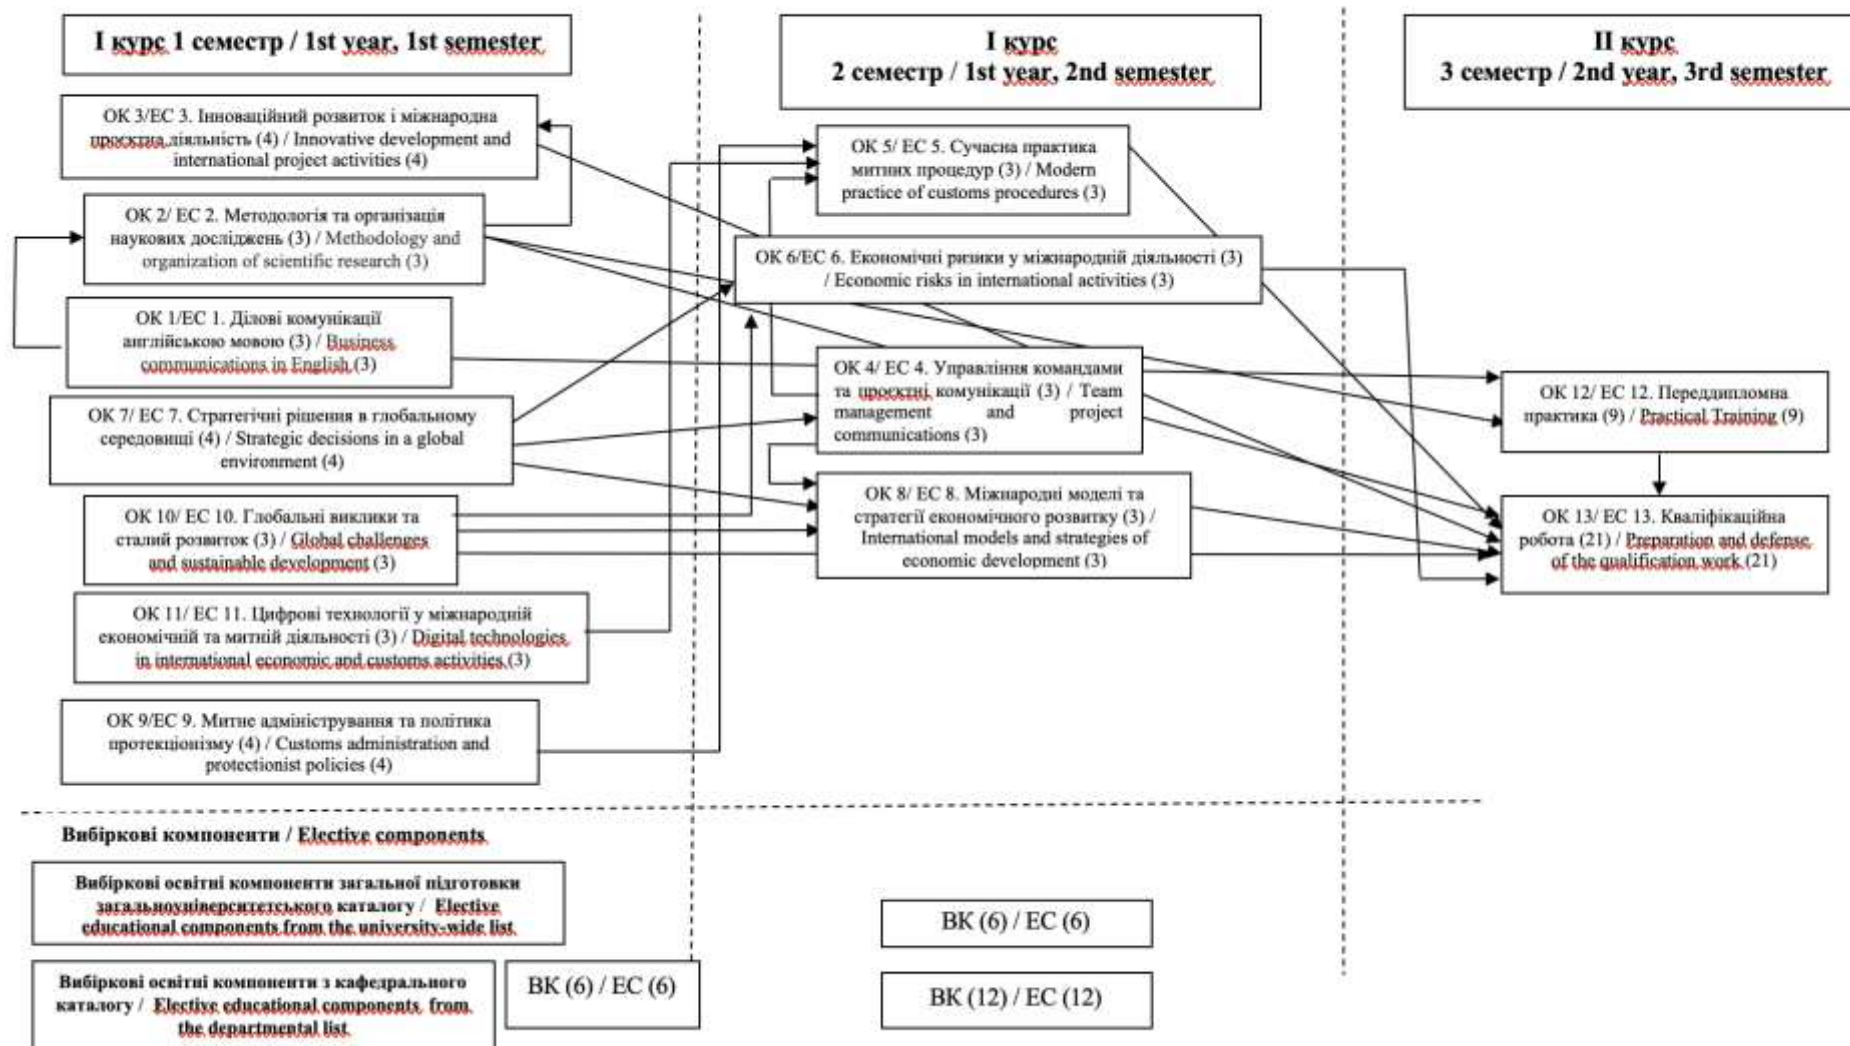 І курс 1 семестр / 1st year, 1st semester
І курс
2 семестр / 1st year, 2nd semester
ІІ курс
3 семестр / 2nd year, 3rd semester
ОК 3/ЕС 3. Інноваційний розвиток і міжнародна
проєктна діяльність (4) / Innovative development and
international project activities (4)
ОК 2/ ЕС 2. Методологія та організація
наукових досліджень (3) / Methodology and
organization of scientific research (3)
ОК 1/ЕС 1. Ділові комунікації
англійською мовою (3) / Business
communications in English (3)
ОК 7/ ЕС 7. Стратегічні рішення в глобальному
середовищі (4) / Strategic decisions in a global
environment (4)
ОК 10/ ЕС 10. Глобальні виклики та
сталий розвиток (3) / Global challenges
and sustainable development (3)
ОК 11/ ЕС 11. Цифрові технології у міжнародній
економічній та митній діяльності (3) / Digital technologies
in international economic and customs activities (3)
ОК 9/ЕС 9. Митне адміністрування та політика
протекціонізму (4) / Customs administration and
protectionist policies (4)
ОК 5/ ЕС 5. Сучасна практика
митних процедур (3) / Modern
practice of customs procedures (3)
ОК 6/ЕС 6. Економічні ризики у міжнародній діяльності (3)
/ Economic risks in international activities (3)
ОК 4/ ЕС 4. Управління командами
та проєктні комунікації (3) / Team
management and project
communications (3)
ОК 8/ ЕС 8. Міжнародні моделі та
стратегії економічного розвитку (3) /
International models and strategies of
economic development (3)
ОК 12/ ЕС 12. Переддипломна
практика (9) / Practical Training (9)
ОК 13/ ЕС 13. Кваліфікаційна
робота (21) / Preparation and defense
of the qualification work (21)
Вибіркові компоненти / Elective components
Вибіркові освітні компоненти загальної підготовки
загальноуніверситетського каталогу / Elective
educational components from the university-wide list
ВК (6) / ЕС (6)
Вибіркові освітні компоненти з кафедрального
каталогу / Elective educational components from
the departmental list
ВК (6) / ЕС (6)
ВК (12) / ЕС (12)